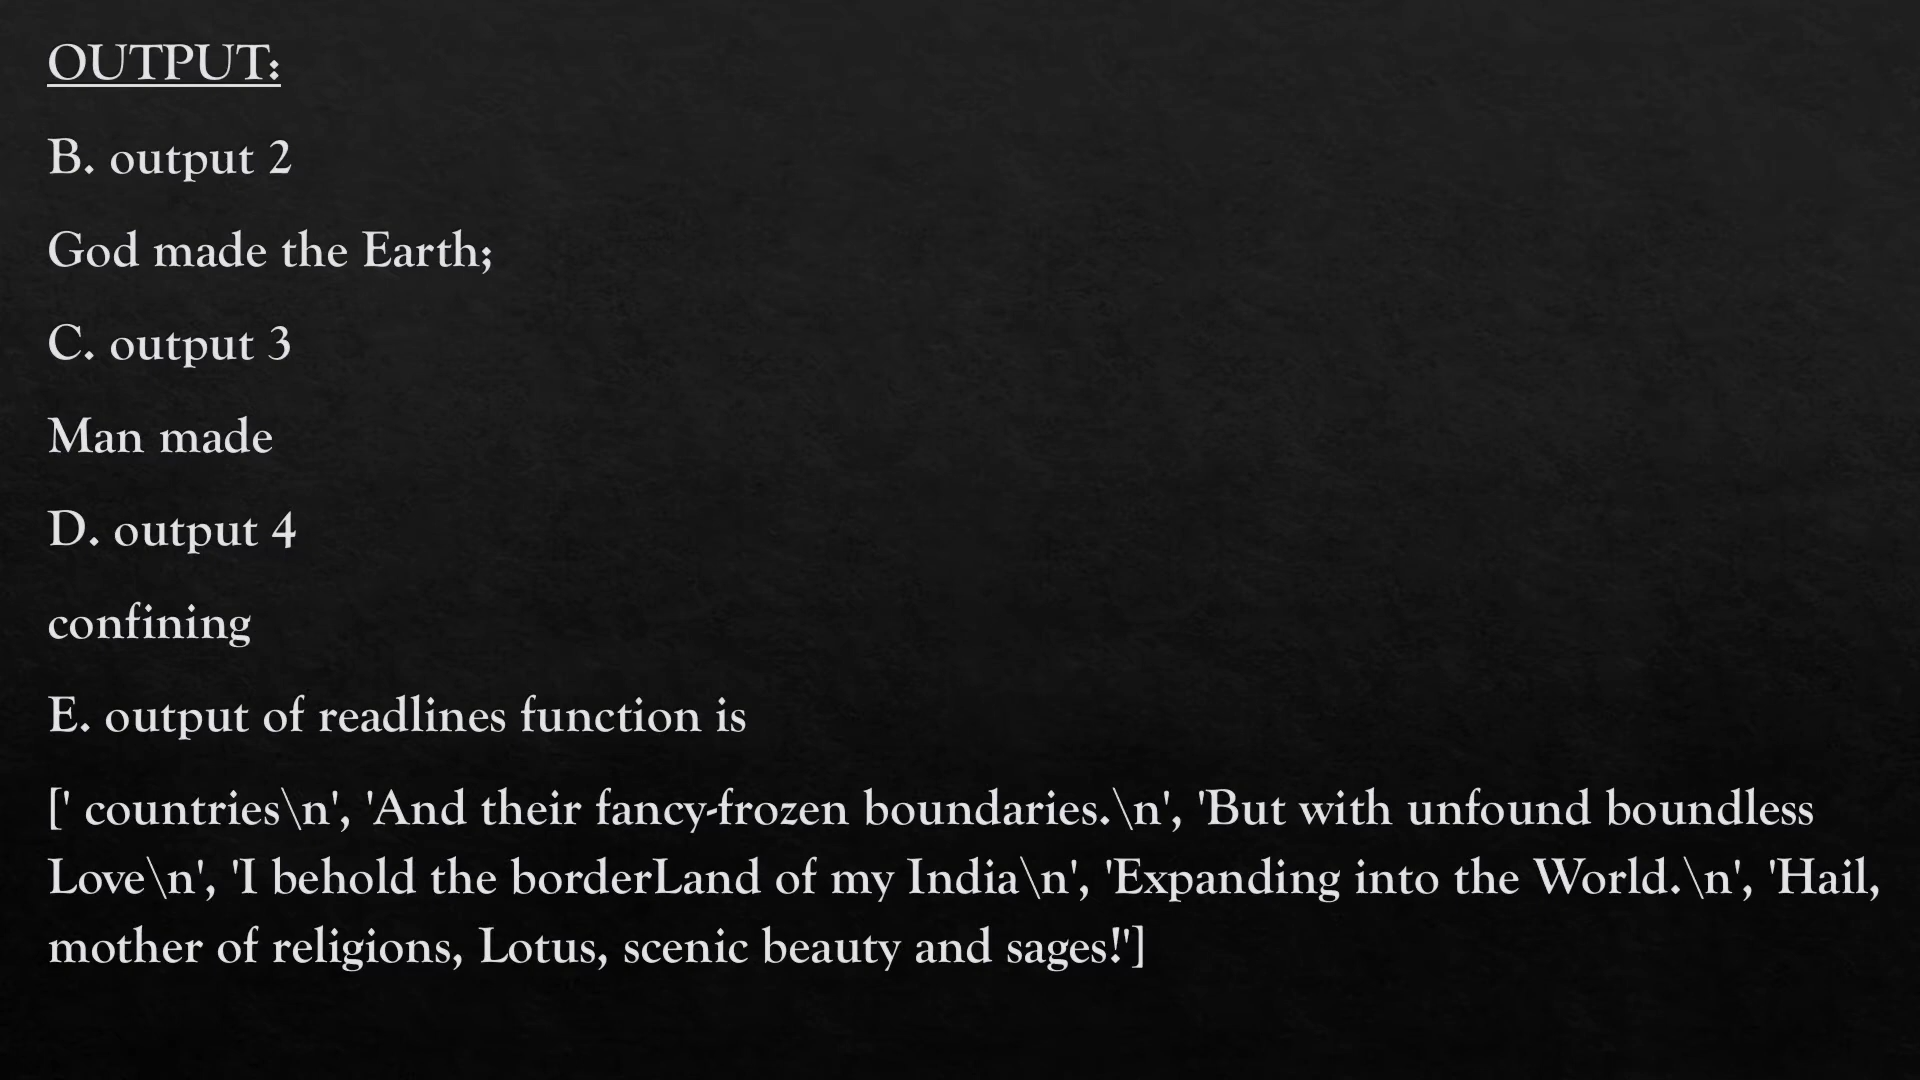 OUTPUT:
B. output 2
God made the Earth;
C. output 3
Man made
D. output 4
confining
E. output of readlines function is
[' countries\n', 'And their fancy-frozen boundaries.\n', 'But with unfound boundless
Love\n', 'I behold the borderLand of my India\n', 'Expanding into the World.\n', 'Hail,
mother of religions, Lotus, scenic beauty and sages!']